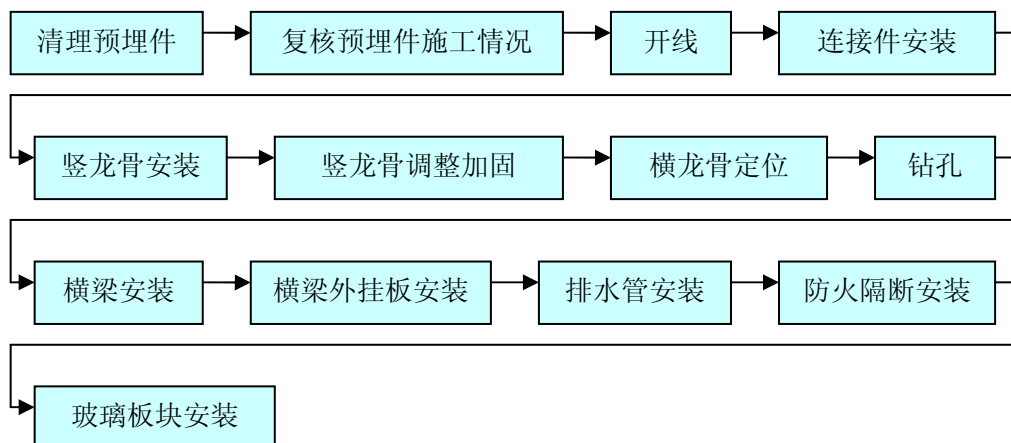 清理预埋件 复核预埋件施工情况 开线 连接件安装
竖龙骨安装 竖龙骨调整加固 横龙骨定位 钻孔
横梁安装 横梁外挂板安装 排水管安装 防火隔断安装
玻璃板块安装